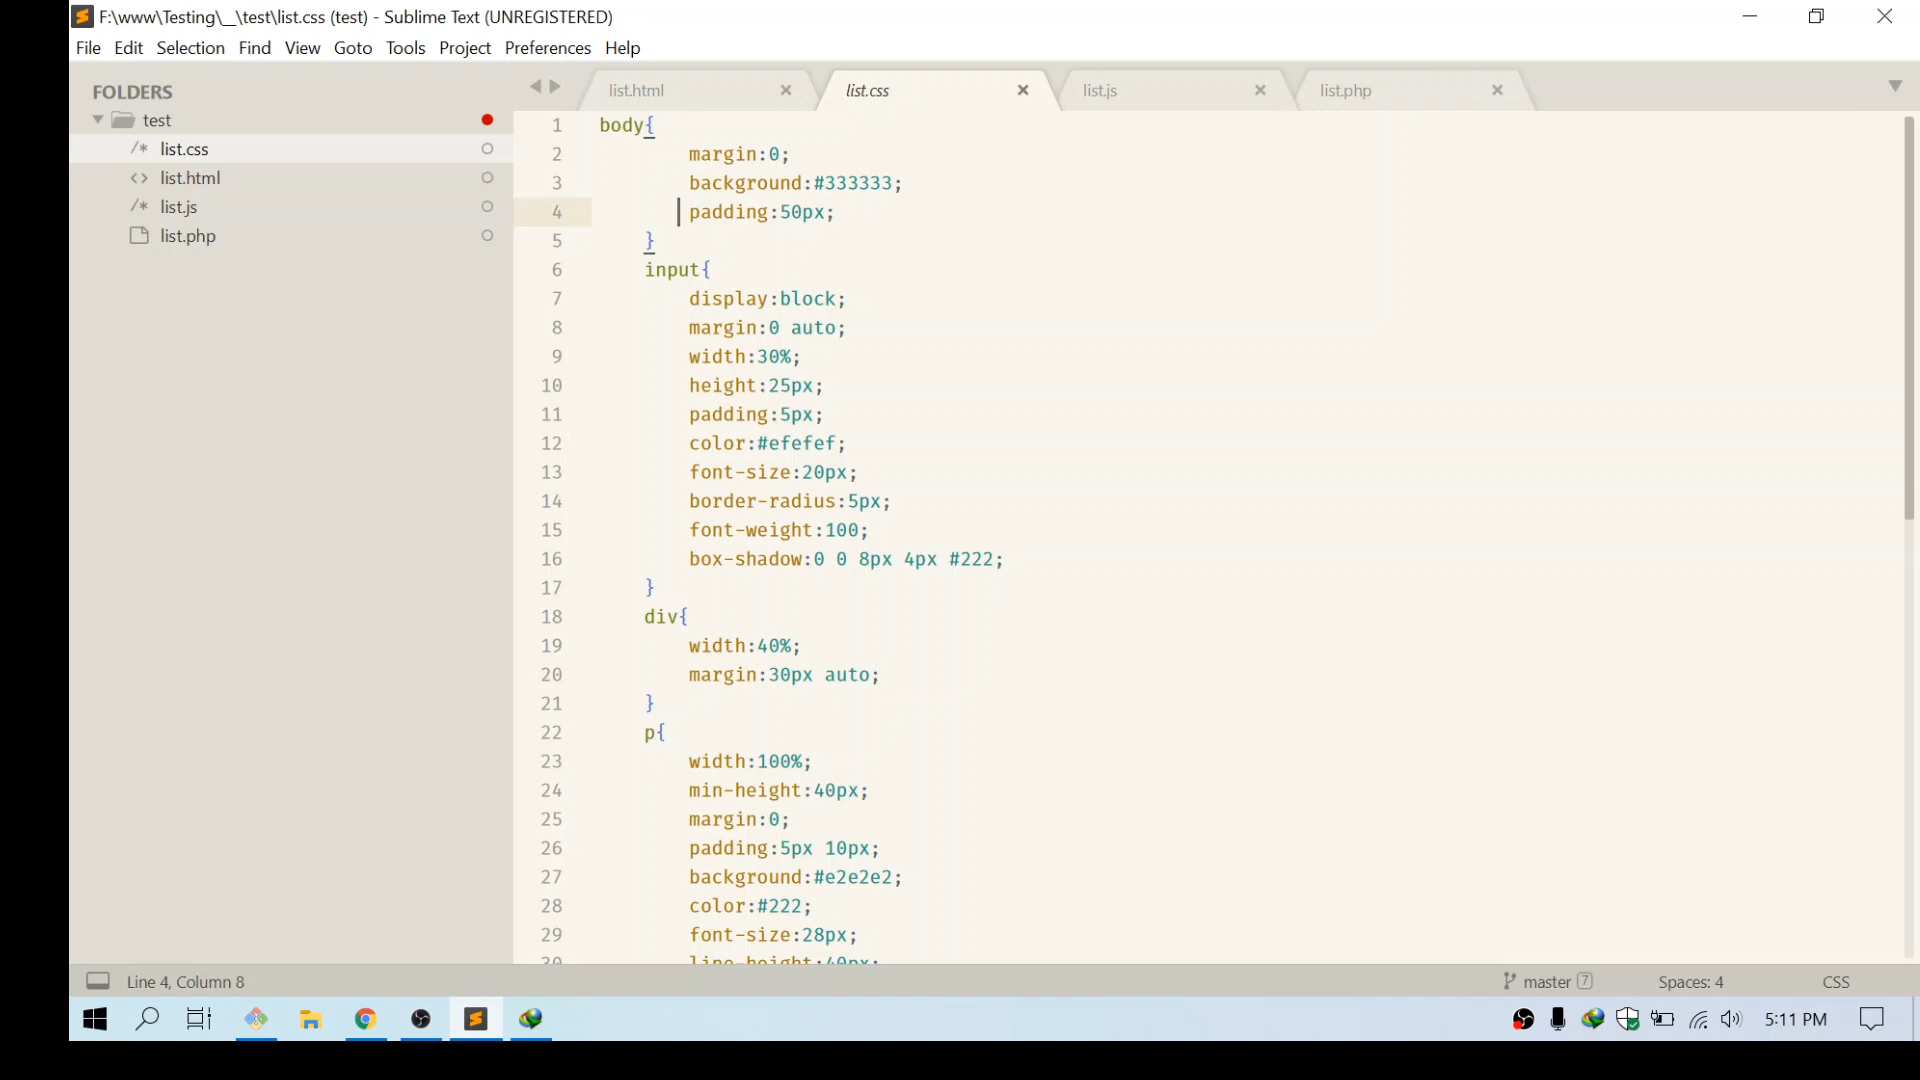 F:\www\Testing\__\test\list.css (test) - Sublime Text (UNREGISTERED)
File Edit Selection Find View Goto Tools Project Preferences Help
FOLDERS
test
/* list.css
<> list.html
/* list.js
list.php
list.html list.css list.js list.php
1 body{
2 margin:0;
3 background:#333333;
4 padding:50px;
5 }
6 input{
7 display:block;
8 margin:0 auto;
9 width:30%;
10 height:25px;
11 padding:5px;
12 color:#efefef;
13 font-size:20px;
14 border-radius:5px;
15 font-weight:100;
16 box-shadow:0 0 8px 4px #222;
17 }
18 div{
19 width:40%;
20 margin:30px auto;
21 }
22 p{
23 width:100%;
24 min-height:40px;
25 margin:0;
26 padding:5px 10px;
27 background:#e2e2e2;
28 color:#222;
29 font-size:28px;
30 line-height:40px;
Line 4, Column 8 master 7 Spaces: 4 CSS
5:11 PM